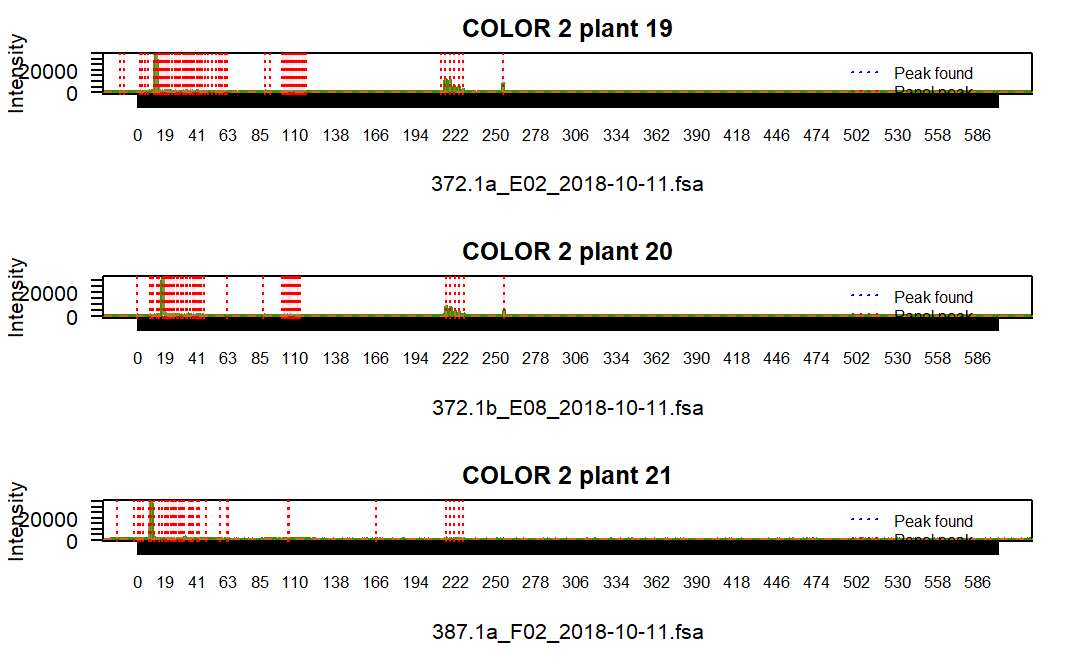 COLOR 2 plant 19
Intensity
20000
0
Peak found
Panel peak
0 19 41 63 85 110 138 166 194 222 250 278 306 334 362 390 418 446 474 502 530 558 586
372.1a_E02_2018-10-11.fsa
COLOR 2 plant 20
Intensity
20000
0
Peak found
Panel peak
0 19 41 63 85 110 138 166 194 222 250 278 306 334 362 390 418 446 474 502 530 558 586
372.1b_E08_2018-10-11.fsa
COLOR 2 plant 21
Intensity
20000
0
Peak found
Panel peak
0 19 41 63 85 110 138 166 194 222 250 278 306 334 362 390 418 446 474 502 530 558 586
387.1a_F02_2018-10-11.fsa